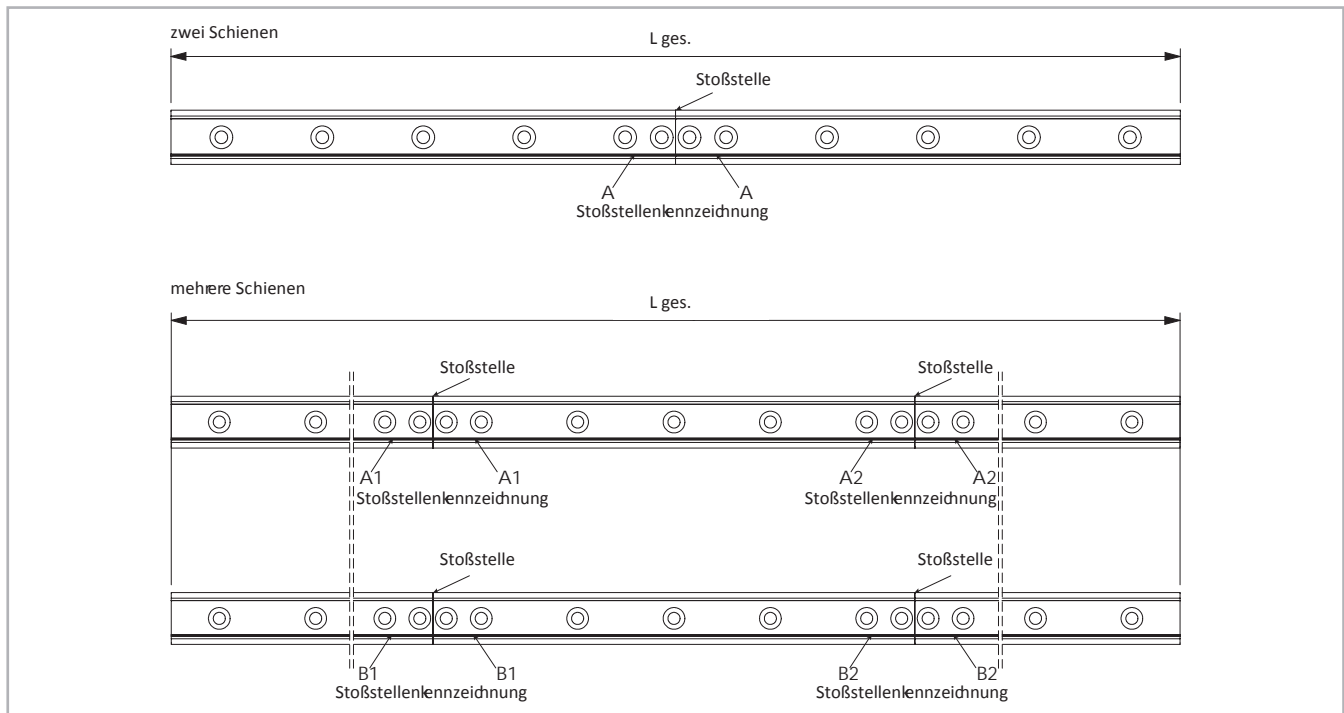 zwei Schienen
L ges.
Stoßstelle
A A
Stoßstellenkennzeichnung
mehrere Schienen
L ges.
Stoßstelle Stoßstelle
A1 A1 A2 A2
Stoßstellenkennzeichnung Stoßstellenkennzeichnung
Stoßstelle Stoßstelle
B1 B1 B2 B2
Stoßstellenkennzeichnung Stoßstellenkennzeichnung